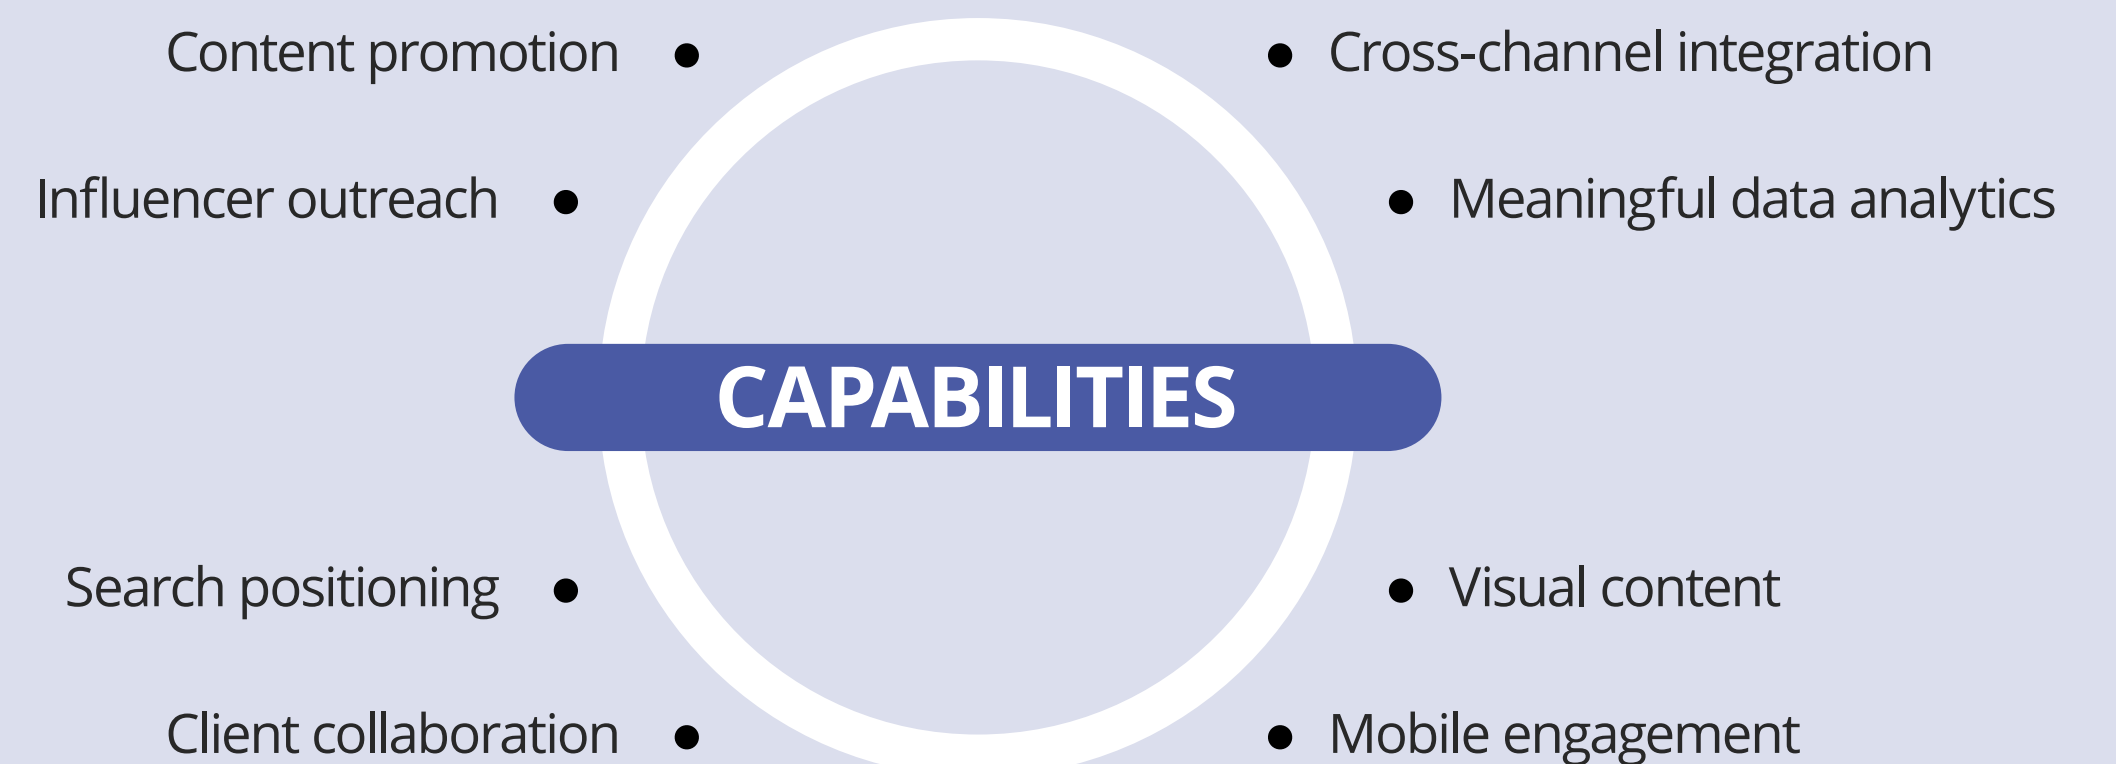 Content promotion
Cross-channel integration
Influencer outreach
Meaningful data analytics
CAPABILITIES
Search positioning
Visual content
Client collaboration
Mobile engagement